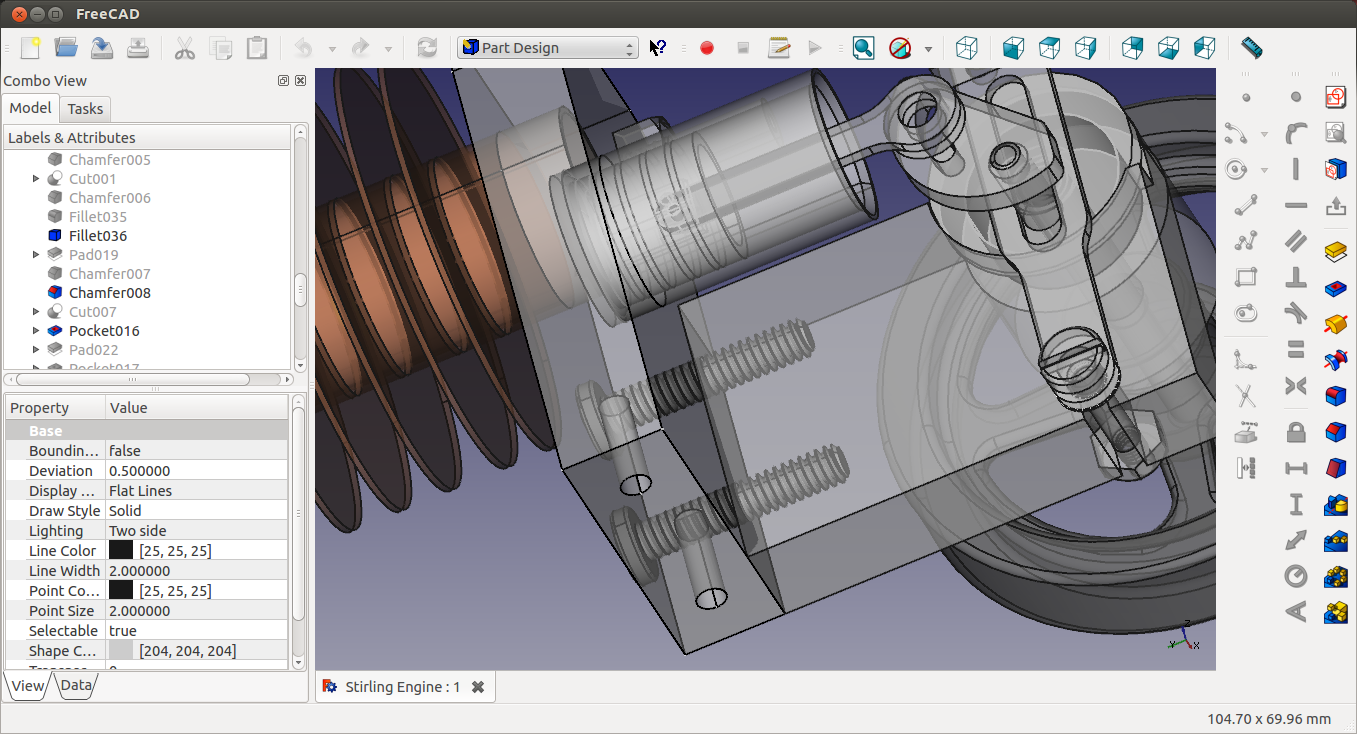 FreeCAD
Part Design
Combo View
Model
Tasks
Labels & Attributes
Chamfer005
Cut001
Chamfer006
Fillet035
Fillet036
Pad019
Chamfer007
Chamfer008
Cut007
Pocket016
Pad022
Pocket017
Property Value
Base
Boundin... false
Deviation 0.500000
Display ... Flat Lines
Draw Style Solid
Lighting Two side
Line Color [25, 25, 25]
Line Width 2.000000
Point Co... [25, 25, 25]
Point Size 2.000000
Selectable true
Shape C... [204, 204, 204]
View
Data
Stirling Engine : 1
Z
Y
X
104.70 x 69.96 mm